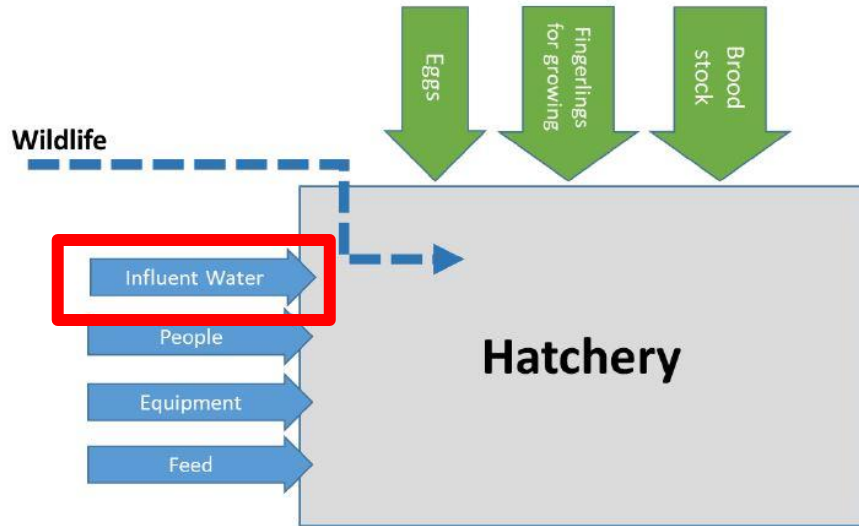 Eggs
Fingerlings
for growing
Brood
stock
Wildlife
Influent Water
People
Equipment
Feed
Hatchery